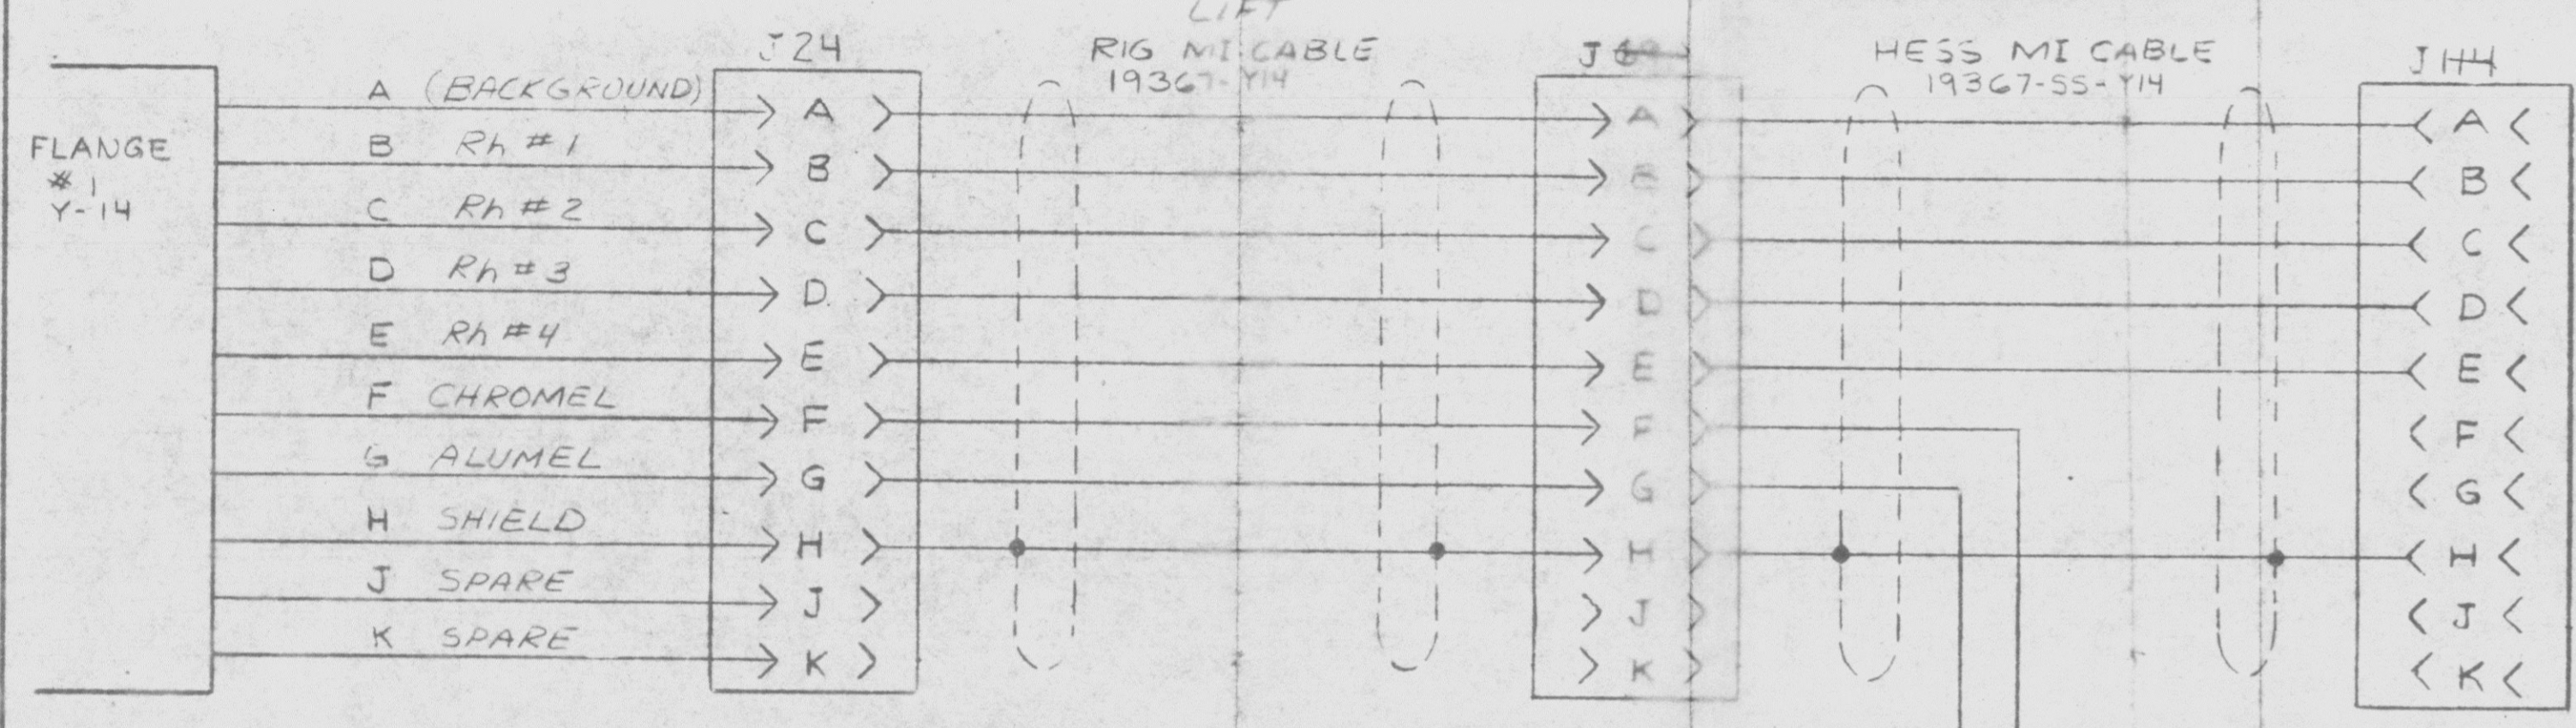 LIFT
J24
RIG MI CABLE
19367-Y14
HESS MI CABLE
19367-SS-Y14
FLANGE
# 1
Y-14
A (BACKGROUND)
B Rh #1
C Rh #2
D Rh #3
E Rh #4
F CHROMEL
G ALUMEL
H SHIELD
J SPARE
K SPARE
A
B
C
D
E
F
G
H
J
K
A
B
C
D
E
F
G
H
J
K
A
B
C
D
E
F
G
H
J
K